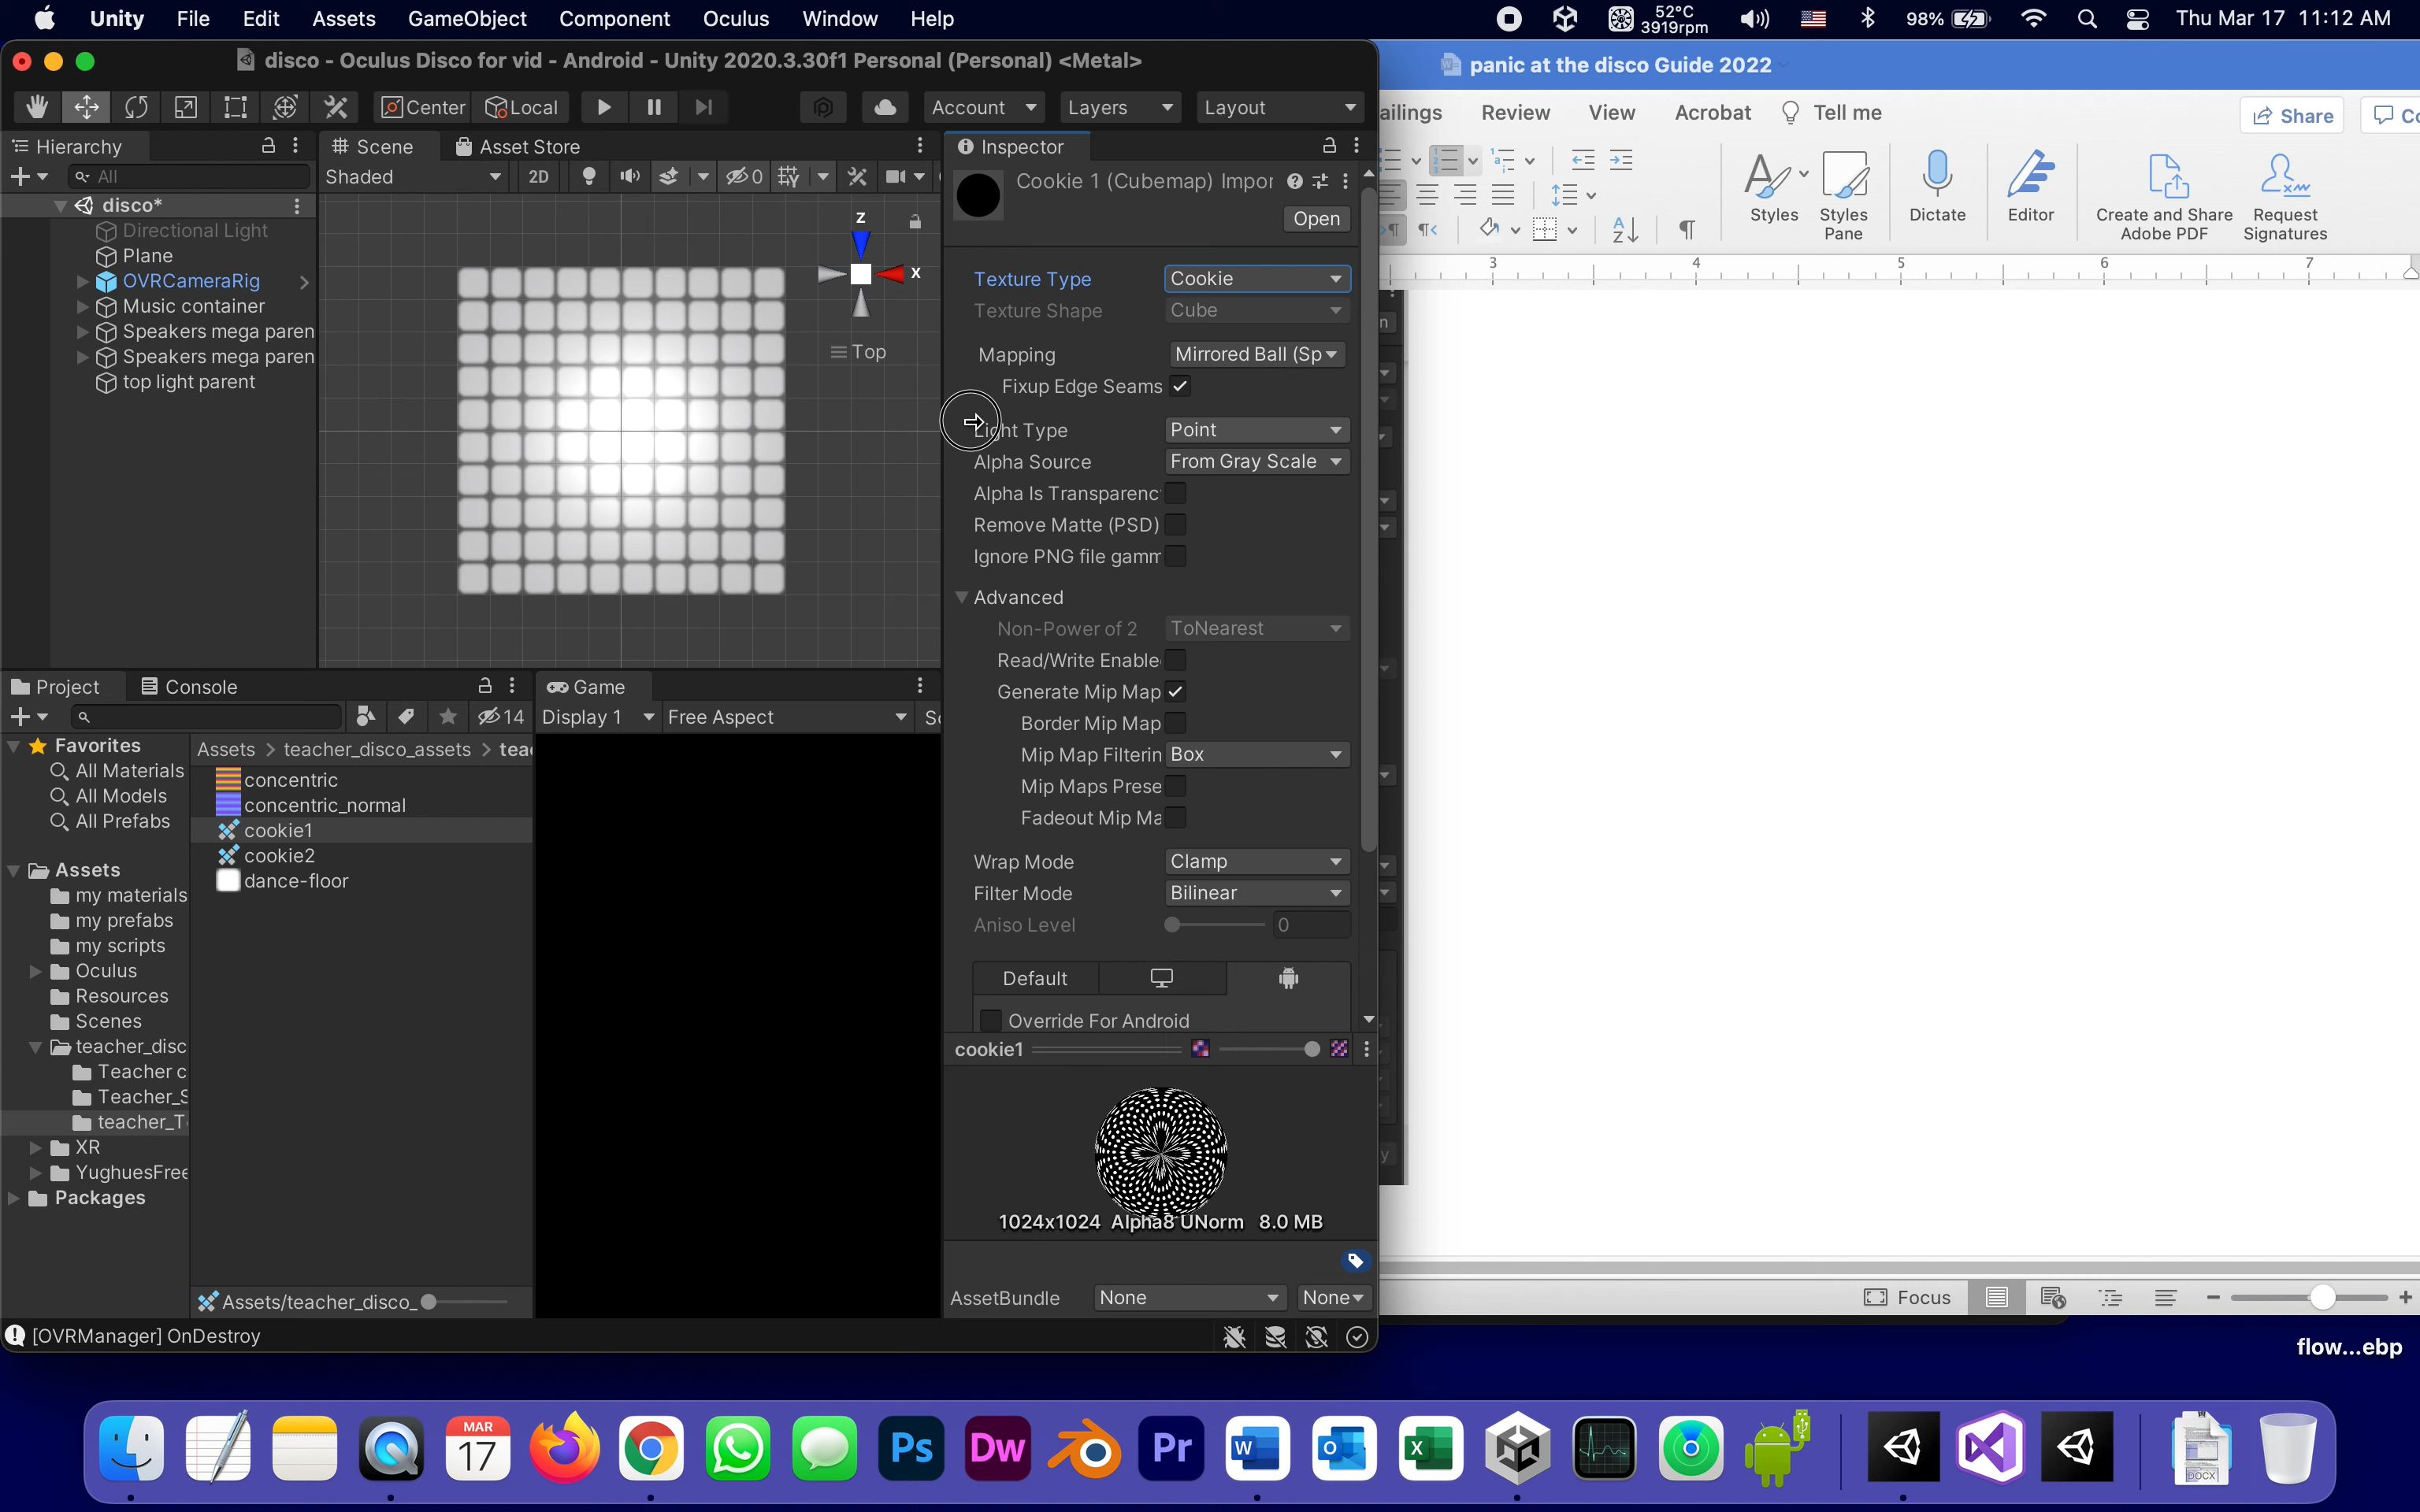 Unity File Edit Assets GameObject Component Oculus Window Help 52°C 3919rpm 98% Thu Mar 17 11:12 AM
disco - Oculus Disco for vid - Android - Unity 2020.3.30f1 Personal (Personal) <Metal>
Center Local Account Layers Layout
Hierarchy
All
disco*
Directional Light
Plane
OVRCameraRig
Music container
Speakers mega paren
Speakers mega paren
top light parent
Scene Asset Store
Shaded 2D 0
z
x
Top
Inspector
Cookie 1 (Cubemap) Impor
Open
Texture Type Cookie
Texture Shape Cube
Mapping Mirrored Ball (Sp
Fixup Edge Seams
Light Type Point
Alpha Source From Gray Scale
Alpha Is Transparenc
Remove Matte (PSD)
Ignore PNG file gamm
Advanced
Non-Power of 2 ToNearest
Read/Write Enable
Generate Mip Map
Border Mip Map
Mip Map Filterin Box
Mip Maps Prese
Fadeout Mip Ma
Wrap Mode Clamp
Filter Mode Bilinear
Aniso Level 0
Default
Override For Android
cookie1
1024x1024 Alpha8 UNorm 8.0 MB
AssetBundle None None
Project Console
14
Favorites
All Materials
All Models
All Prefabs
Assets
my materials
my prefabs
my scripts
Oculus
Resources
Scenes
teacher_disc
Teacher c
Teacher_S
teacher_T
XR
YughuesFree
Packages
Assets > teacher_disco_assets > tea
concentric
concentric_normal
cookie1
cookie2
dance-floor
Assets/teacher_disco_
Game
Display 1 Free Aspect Sc
[OVRManager] OnDestroy
panic at the disco Guide 2022
ailings Review View Acrobat Tell me Share Co
Styles Styles Pane Dictate Editor Create and Share Adobe PDF Request Signatures
3 4 5 6 7
n
y
Focus
flow...ebp
MAR
17
Ps Dw Pr W O X
DOCX